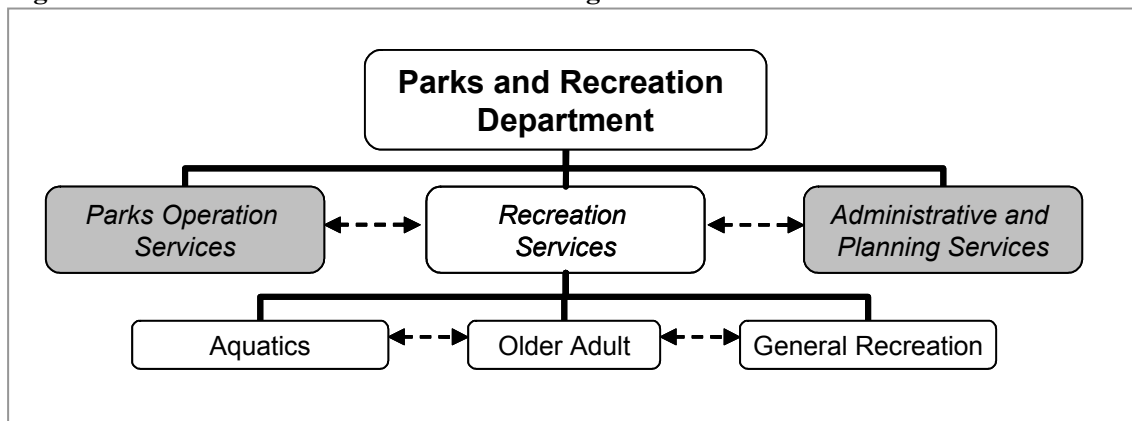 Parks and Recreation
Department
Parks Operation
Services
Recreation
Services
Administrative and
Planning Services
Aquatics
Older Adult
General Recreation